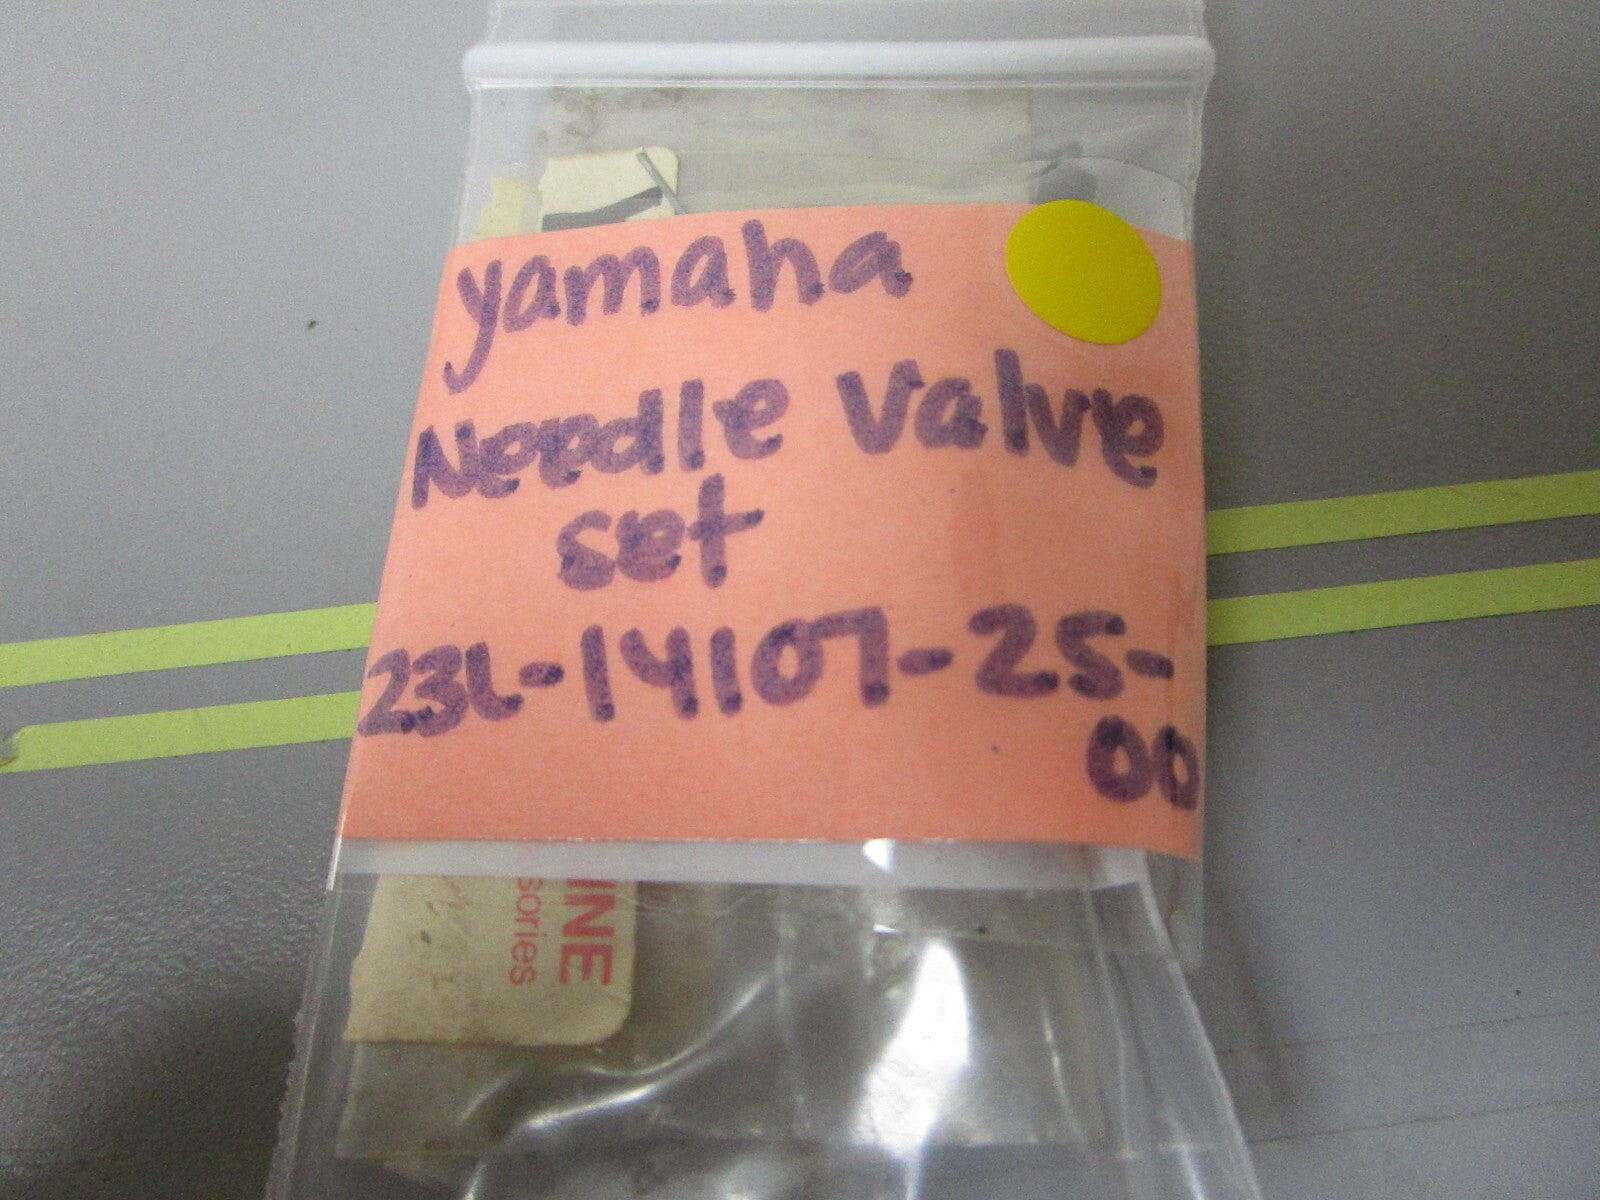 yamaha
Needle Valve
set
23L-14107-25-
00
INE
sories